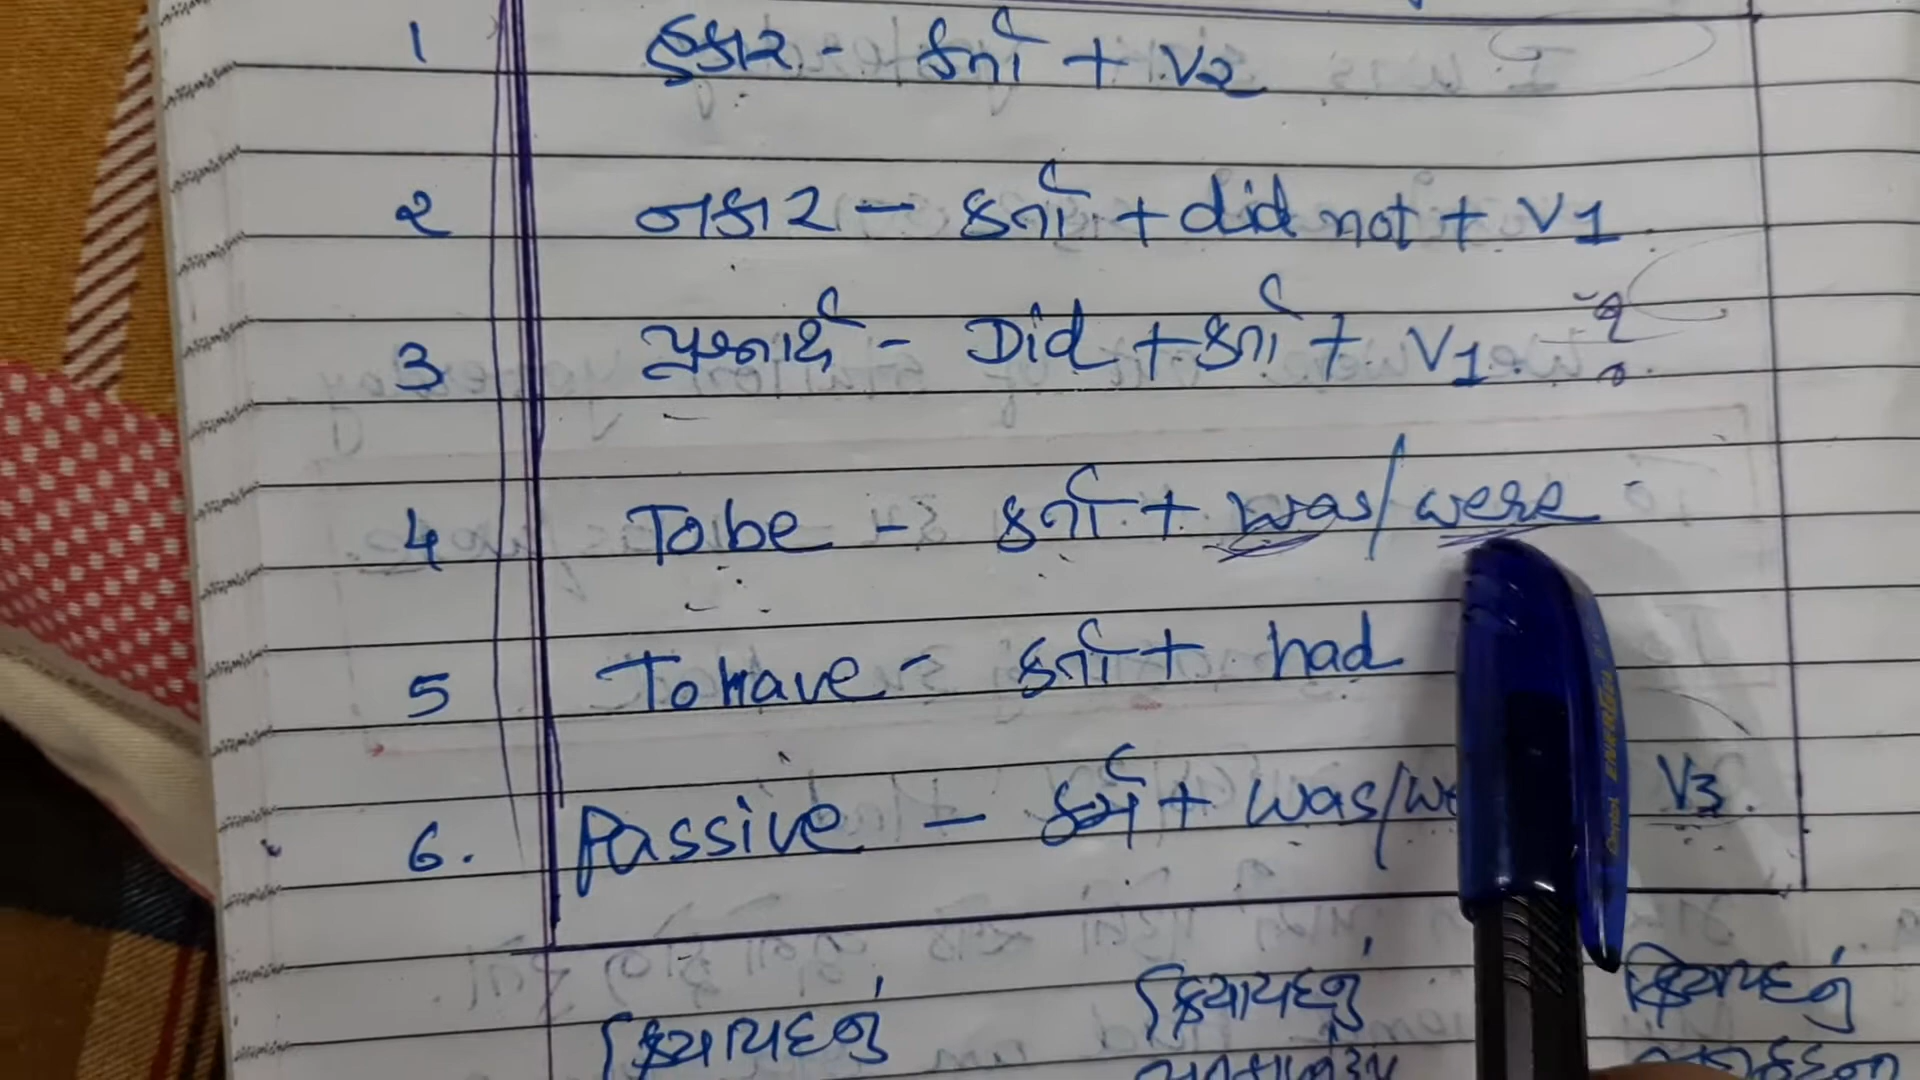 1 હકાર - કર્તા + V2
2 નકાર - કર્તા + did not + V1
3 પ્રશ્નાર્થ - Did + કર્તા + V1 ?
4 To be - કર્તા + was/were
5 To have - કર્તા + had
6. Passive - કર્મ + was/we V3.
ક્રિયાપદનું ક્રિયાપદનું ક્રિયાપદનું